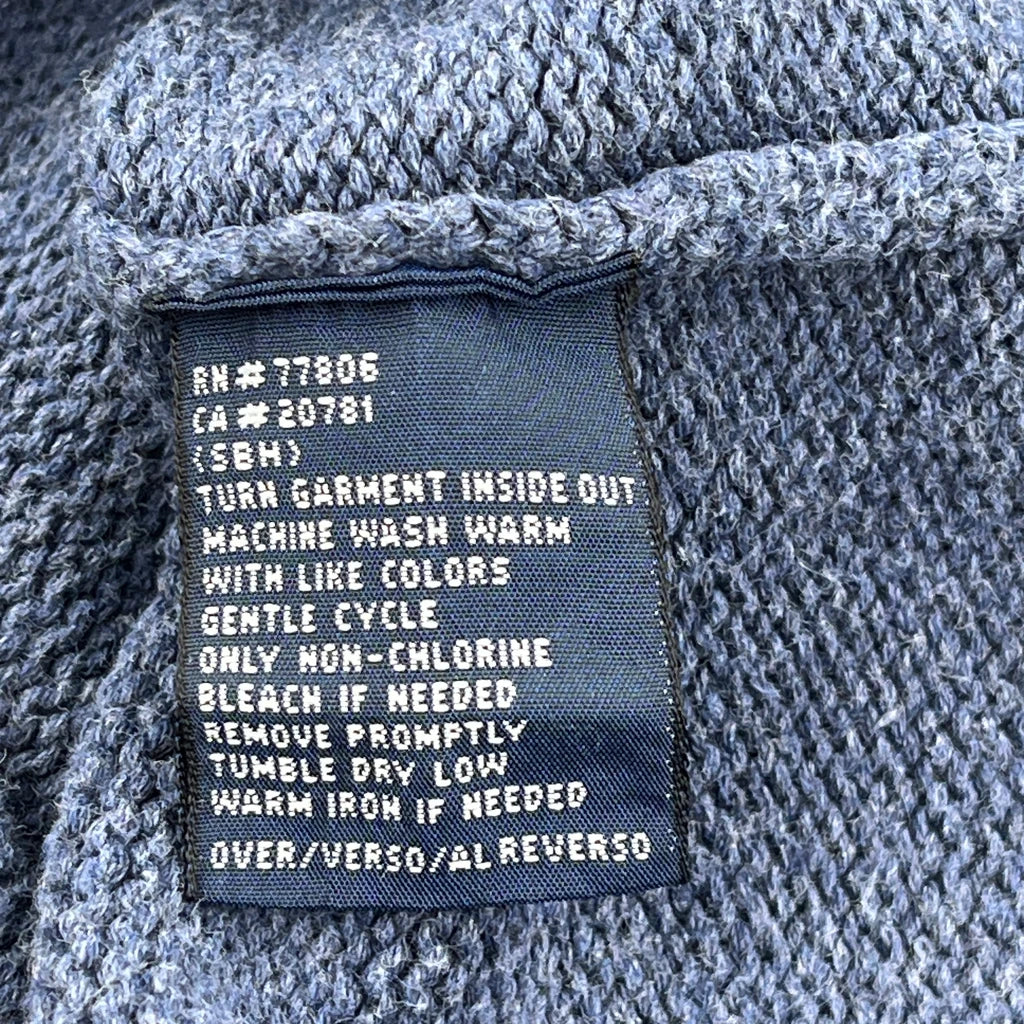 RN # 77806
CA # 20781
(SBH)
TURN GARMENT INSIDE OUT
MACHINE WASH WARM
WITH LIKE COLORS
GENTLE CYCLE
ONLY NON-CHLORINE
BLEACH IF NEEDED
REMOVE PROMPTLY
TUMBLE DRY LOW
WARM IRON IF NEEDED
OVER/VERSO/AL REVERSO